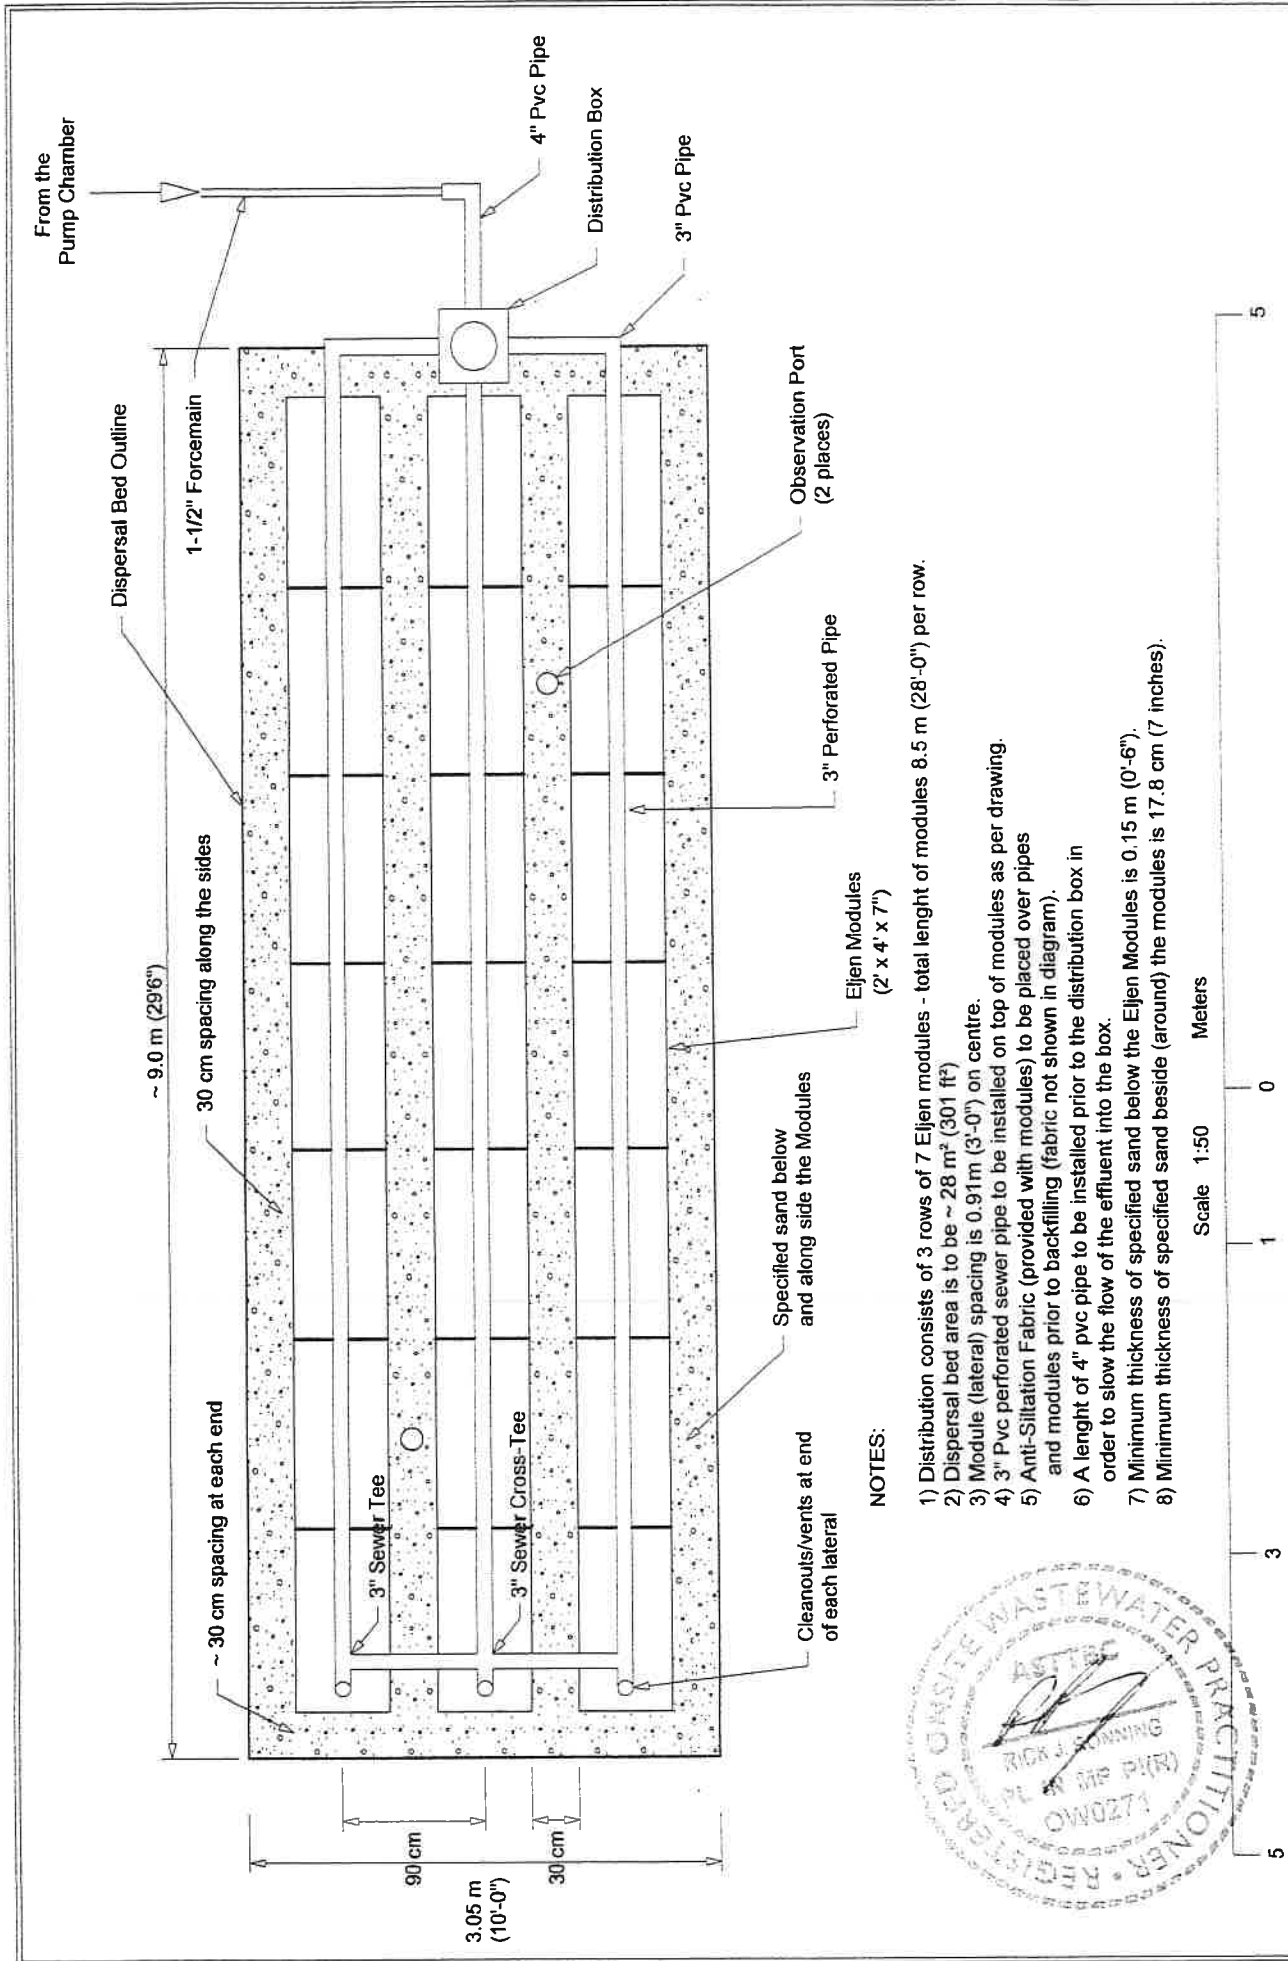 From the
Pump Chamber
Dispersal Bed Outline
1-1/2" Forcemain
4" Pvc Pipe
Distribution Box
3" Pvc Pipe
~ 9.0 m (29'6")
30 cm spacing along the sides
~ 30 cm spacing at each end
Observation Port
(2 places)
3" Perforated Pipe
Eljen Modules
(2' x 4' x 7")
Specified sand below
and along side the Modules
3" Sewer Tee
3" Sewer Cross-Tee
Cleanouts/vents at end
of each lateral
90 cm
30 cm
3.05 m
(10'-0")
NOTES:
1) Distribution consists of 3 rows of 7 Eljen modules - total lenght of modules 8.5 m (28'-0") per row.
2) Dispersal bed area is to be ~ 28 m² (301 ft²)
3) Module (lateral) spacing is 0.91m (3'-0") on centre.
4) 3" Pvc perforated sewer pipe to be installed on top of modules as per drawing.
5) Anti-Siltation Fabric (provided with modules) to be placed over pipes
and modules prior to backfilling (fabric not shown in diagram).
6) A lenght of 4" pvc pipe to be installed prior to the distribution box in
order to slow the flow of the effluent into the box.
7) Minimum thickness of specified sand below the Eljen Modules is 0.15 m (0'-6").
8) Minimum thickness of specified sand beside (around) the modules is 17.8 cm (7 inches).
Scale 1:50 Meters
5 3 1 0 5
REGISTERED ONSITE WASTEWATER PRACTITIONER
ASTTBC
RICK J.
PL IR MP PI(R)
OW0271